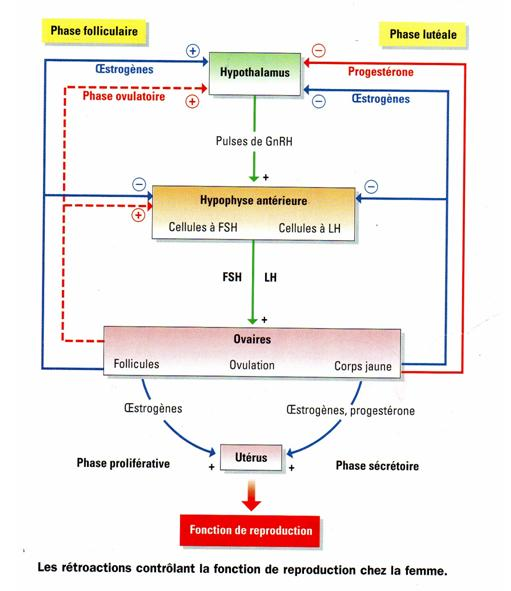 Phase folliculaire
Phase lutéale
+
−
Œstrogènes
Hypothalamus
Progestérone
Phase ovulatoire
+
−
Œstrogènes
Pulses de GnRH
+
−
−
Hypophyse antérieure
+
Cellules à FSH
Cellules à LH
FSH
LH
+
Ovaires
Follicules
Ovulation
Corps jaune
Œstrogènes
Œstrogènes, progestérone
Utérus
Phase proliférative
+
+
Phase sécrétoire
Fonction de reproduction
Les rétroactions contrôlant la fonction de reproduction chez la femme.